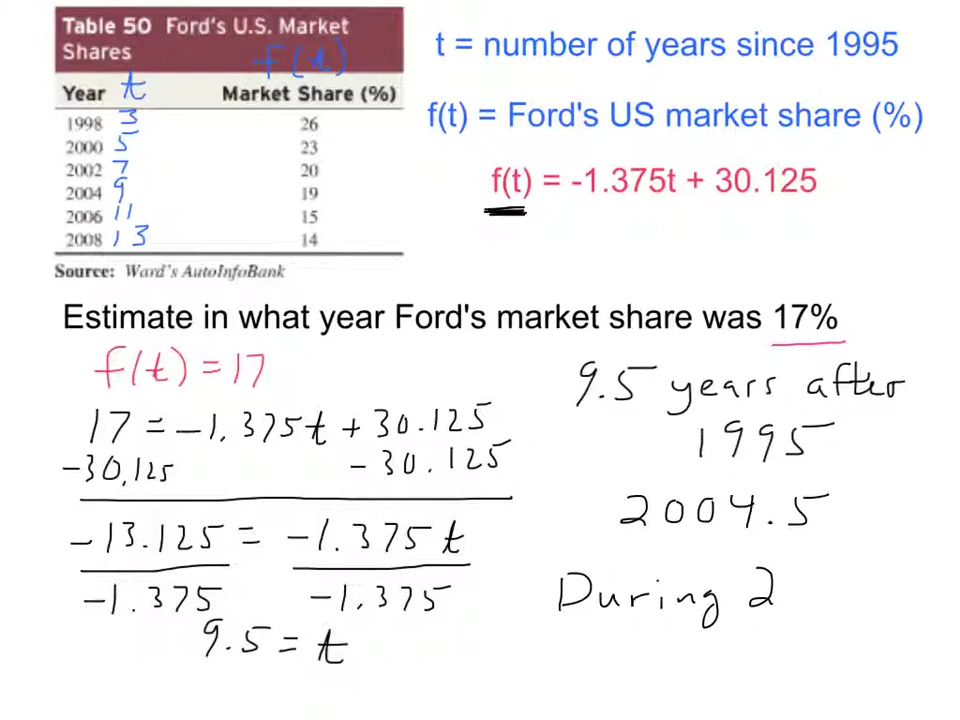 Table 50 Ford's U.S. Market
Shares
f(t)
Year t Market Share (%)
1998 3 26
2000 5 23
2002 7 20
2004 9 19
2006 11 15
2008 13 14
Source: Ward's AutoInfoBank
t = number of years since 1995
f(t) = Ford's US market share (%)
f(t) = -1.375t + 30.125
Estimate in what year Ford's market share was 17%
f(t) = 17
17 = -1.375t + 30.125
-30.125 - 30.125
-13.125 = -1.375 t
-1.375 -1.375
9.5 = t
9.5 years after
1995
2004.5
During 2